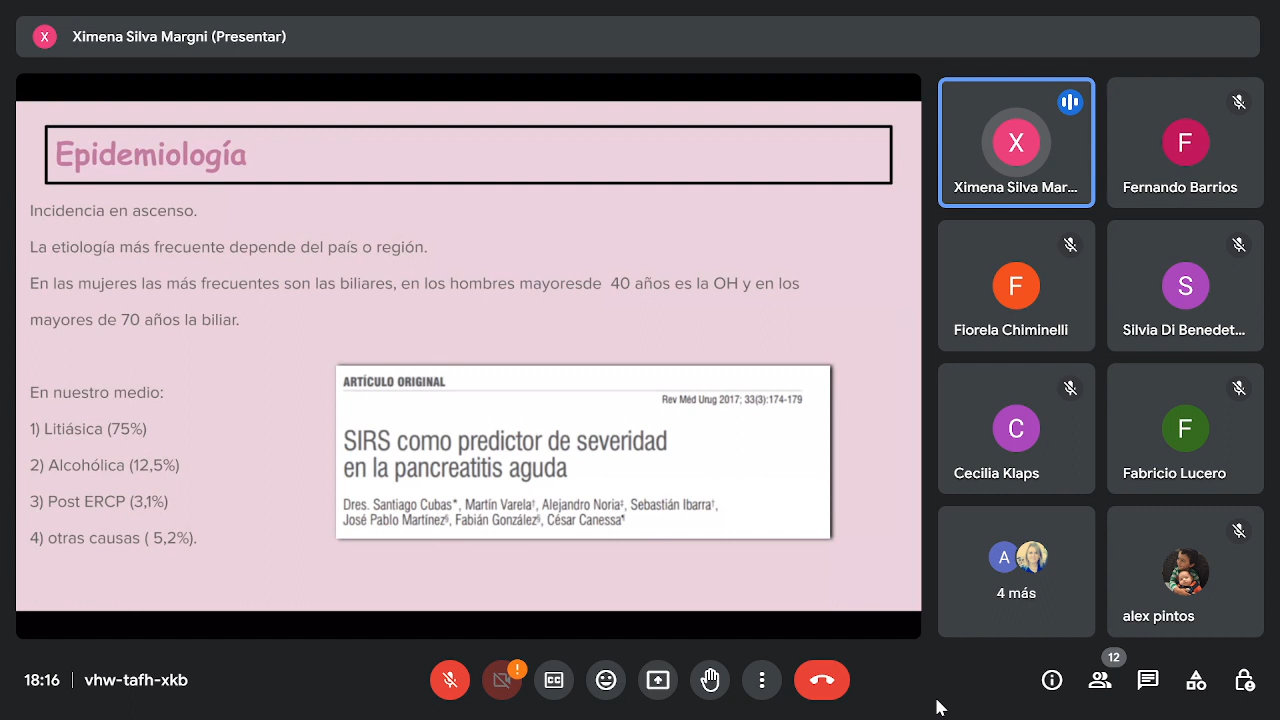 X
Ximena Silva Margni (Presentar)
Epidemiología
Incidencia en ascenso.
La etiología más frecuente depende del país o región.
En las mujeres las más frecuentes son las biliares, en los hombres mayoresde  40 años es la OH y en los
mayores de 70 años la biliar.
En nuestro medio:
1) Litiásica (75%)
2) Alcohólica (12,5%)
3) Post ERCP (3,1%)
4) otras causas ( 5,2%).
ARTÍCULO ORIGINAL
Rev Méd Urug 2017; 33(3):174-179
SIRS como predictor de severidad
en la pancreatitis aguda
Dres. Santiago Cubas*, Martín Varela†, Alejandro Noria‡, Sebastián Ibarra†,
José Pablo Martínez§, Fabián González§, César Canessa¶
X
Ximena Silva Mar...
F
Fernando Barrios
F
Fiorela Chiminelli
S
Silvia Di Benedet...
C
Cecilia Klaps
F
Fabricio Lucero
A
4 más
alex pintos
18:16
vhw-tafh-xkb
!
CC
12